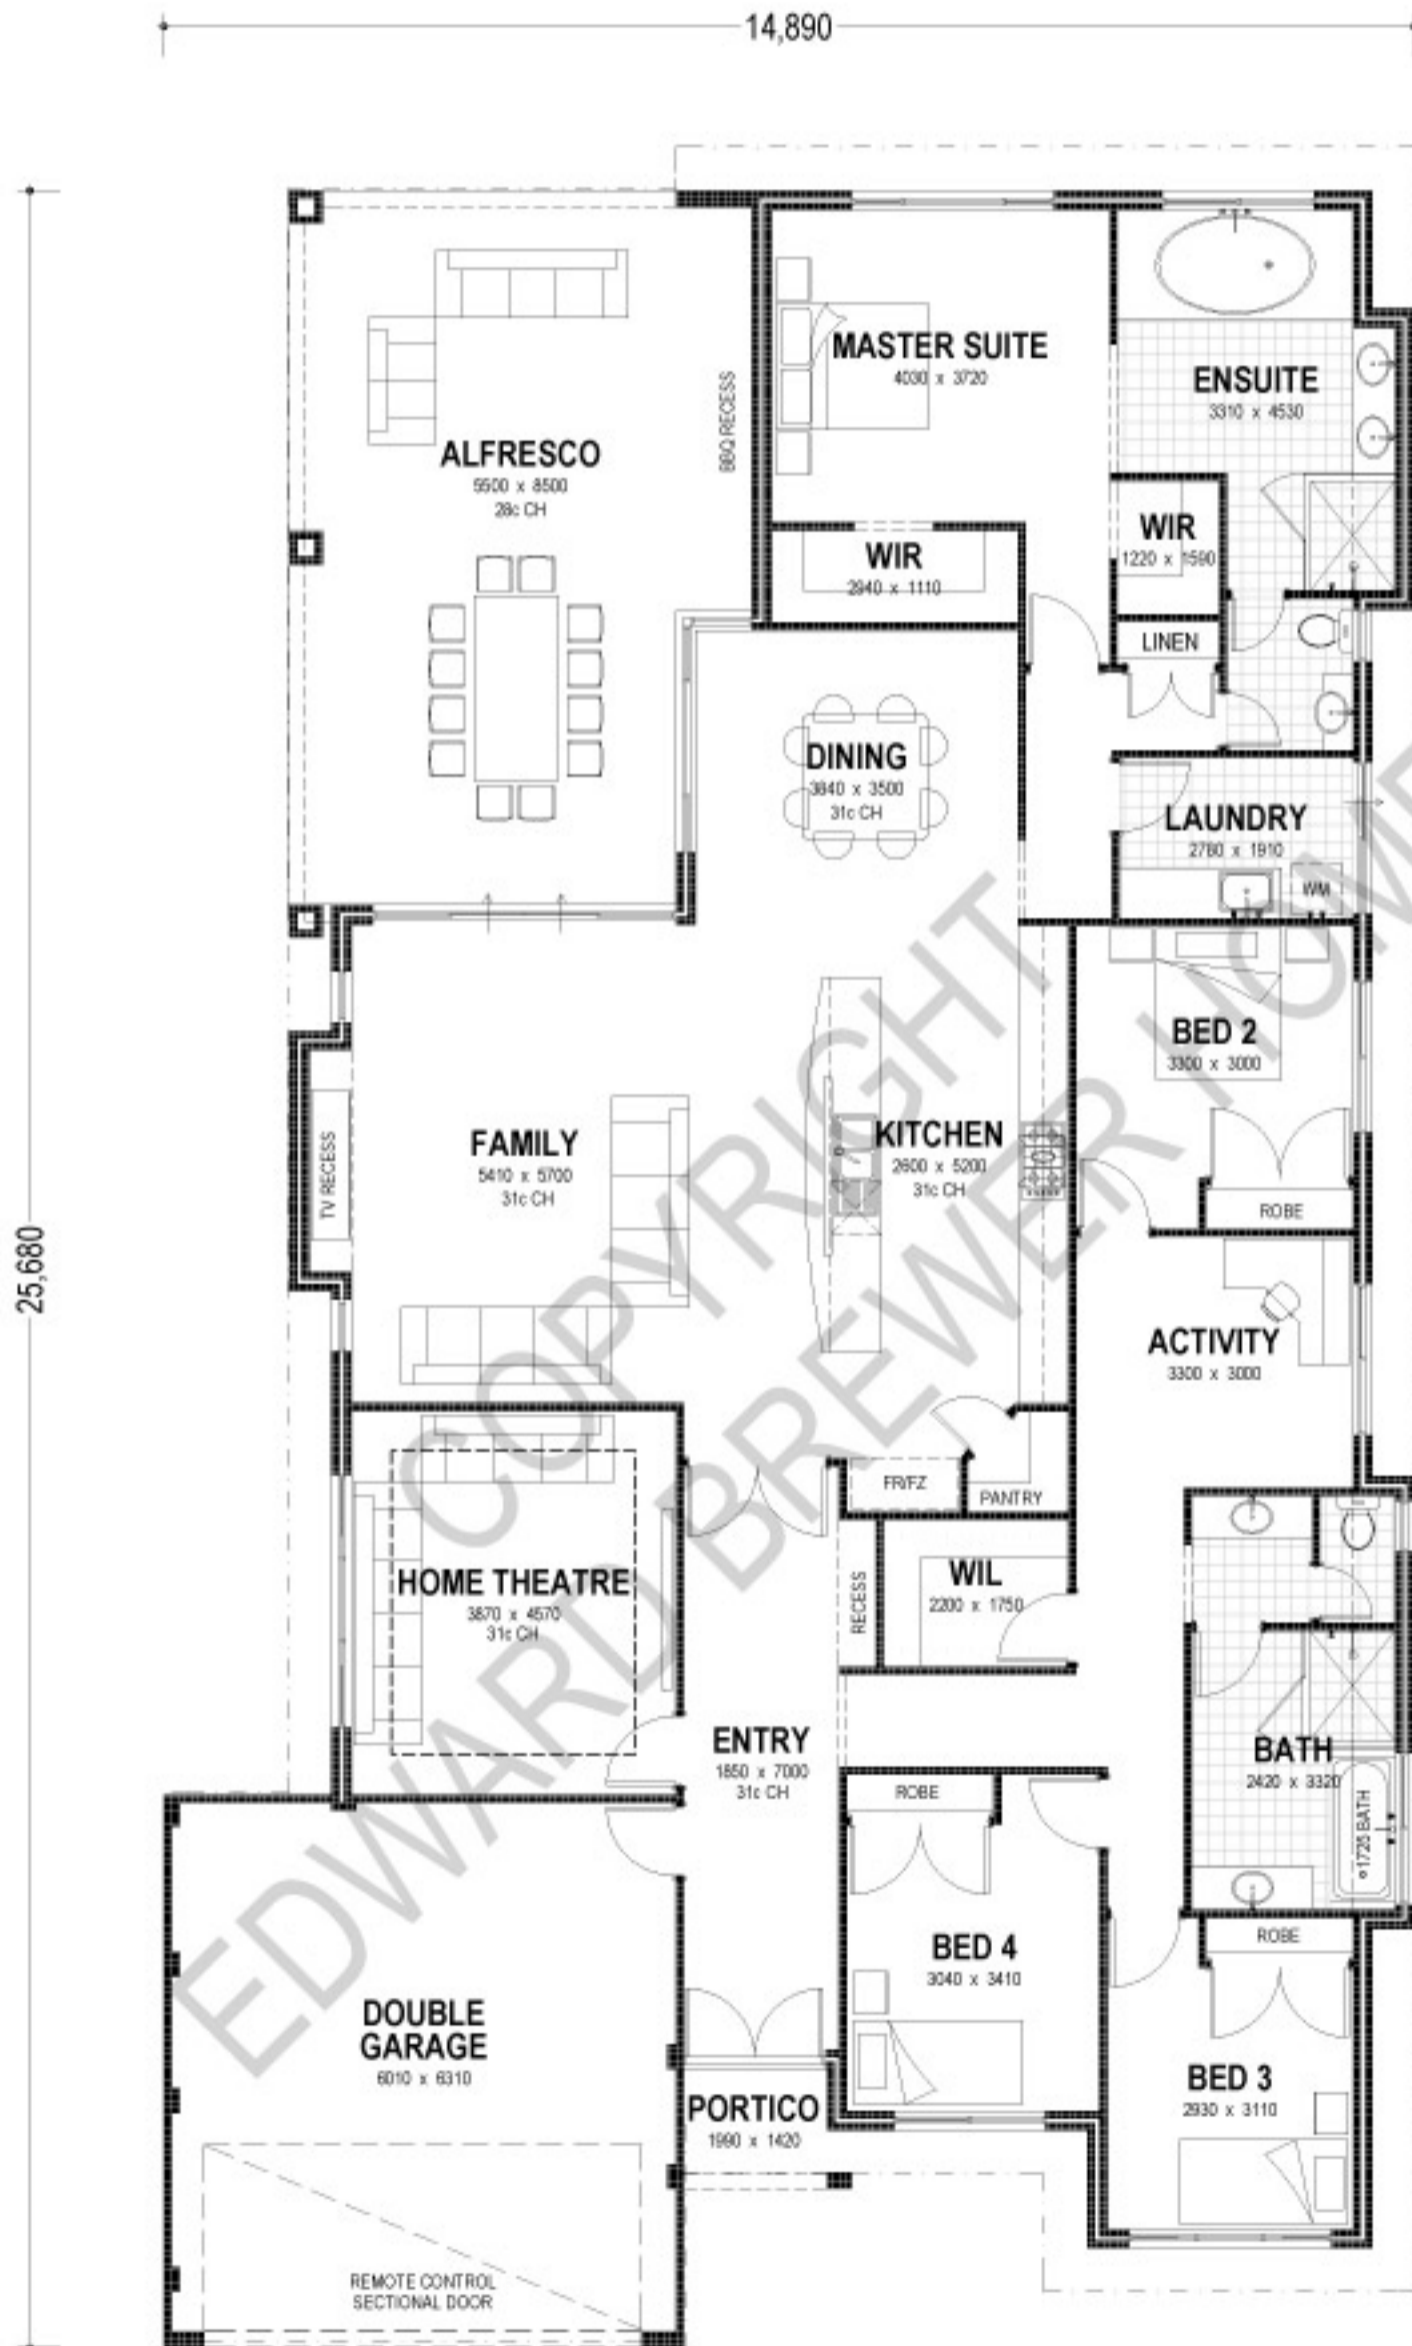 14,890
25,680
ALFRESCO
5500 x 8500
28c CH
BBQ RECESS
MASTER SUITE
4030 x 3720
ENSUITE
3310 x 4530
WIR
2940 x 1110
WIR
1220 x 1590
LINEN
DINING
3840 x 3500
31c CH
LAUNDRY
2780 x 1910
WM
BED 2
3300 x 3000
ROBE
FAMILY
5410 x 5700
31c CH
TV RECESS
KITCHEN
2600 x 5200
31c CH
ACTIVITY
3300 x 3000
FR/FZ
PANTRY
HOME THEATRE
3870 x 4570
31c CH
RECESS
WIL
2200 x 1750
ENTRY
1850 x 7000
31c CH
BATH
2420 x 3320
1725 BATH
ROBE
BED 4
3040 x 3410
ROBE
BED 3
2930 x 3110
DOUBLE
GARAGE
6010 x 6310
PORTICO
1990 x 1420
REMOTE CONTROL
SECTIONAL DOOR
COPYRIGHT
EDWARD BREWER HOME